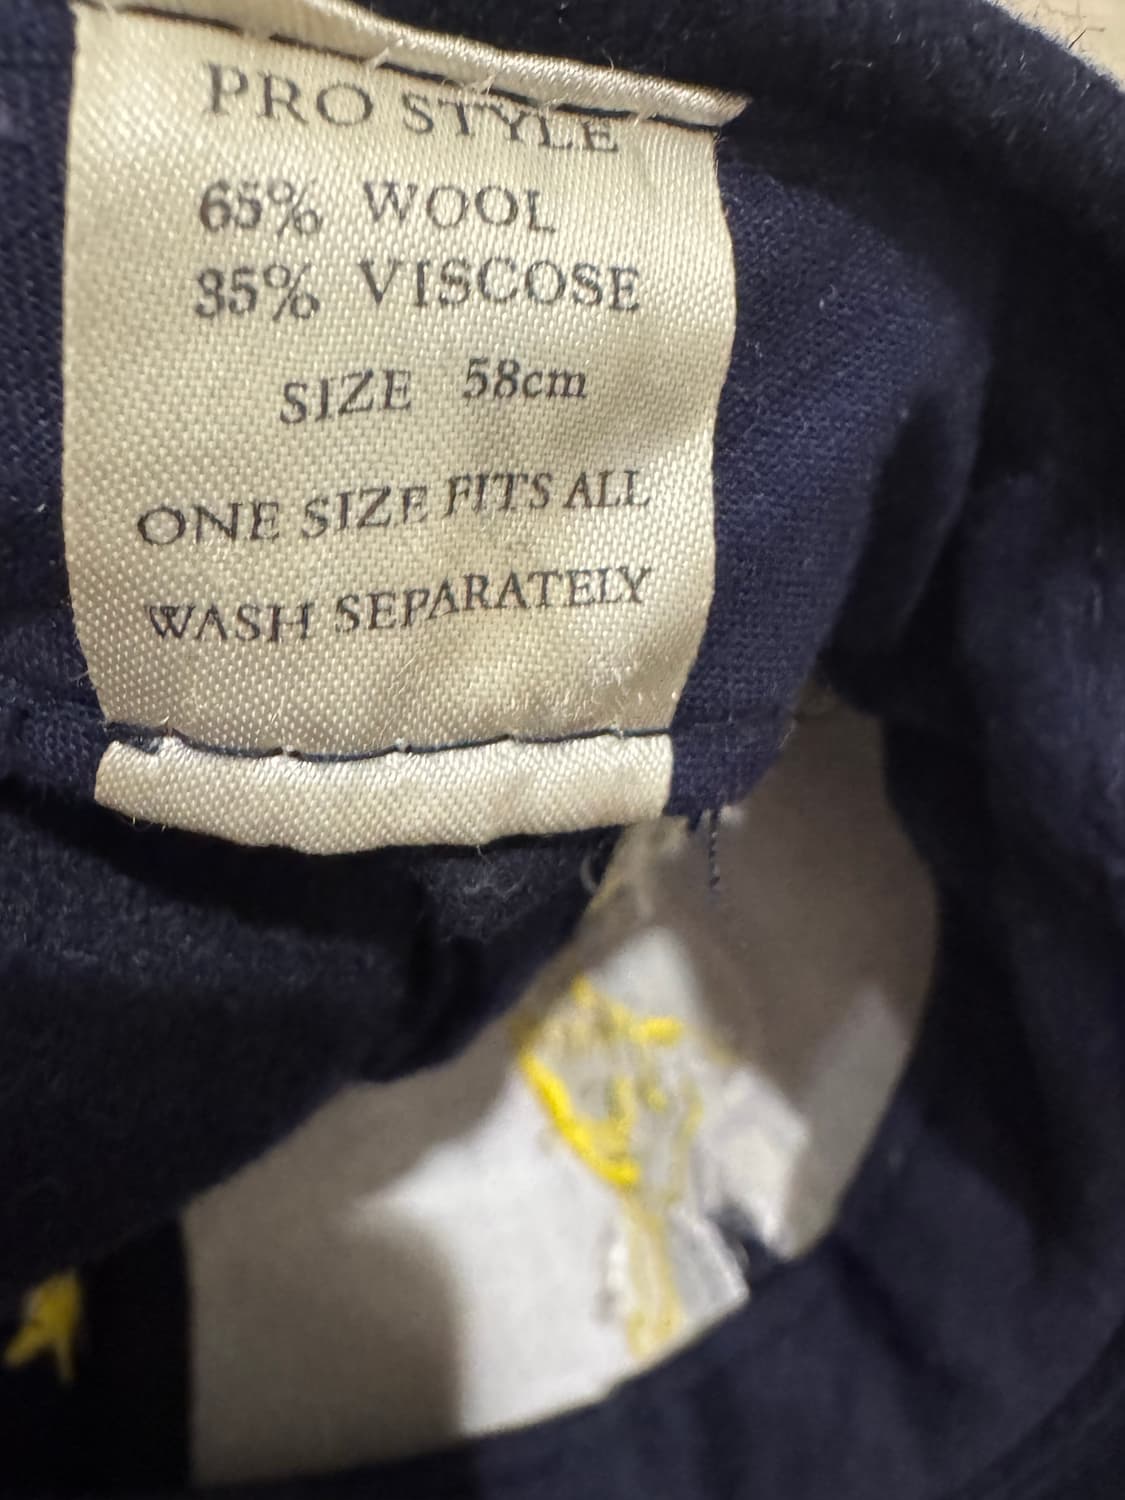 PRO STYLE
65% WOOL
35% VISCOSE
SIZE 58cm
ONE SIZE FITS ALL
WASH SEPARATELY